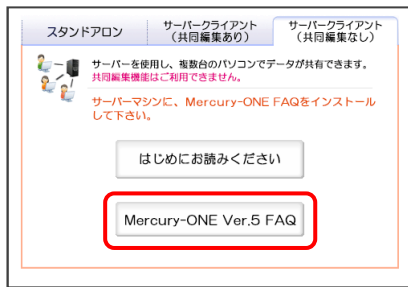 スタンドアロン
サーバークライアント
（共同編集あり）
サーバークライアント
（共同編集なし）
サーバーを使用し、複数台のパソコンでデータが共有できます。
共同編集機能はご利用できません。
サーバーマシンに、Mercury-ONE FAQをインストール
して下さい。
はじめにお読みください
Mercury-ONE Ver.5 FAQ